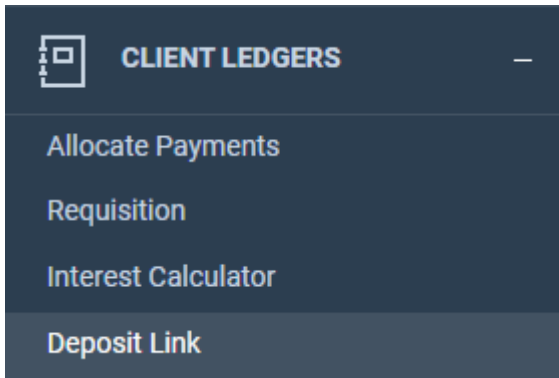 CLIENT LEDGERS –
Allocate Payments
Requisition
Interest Calculator
Deposit Link